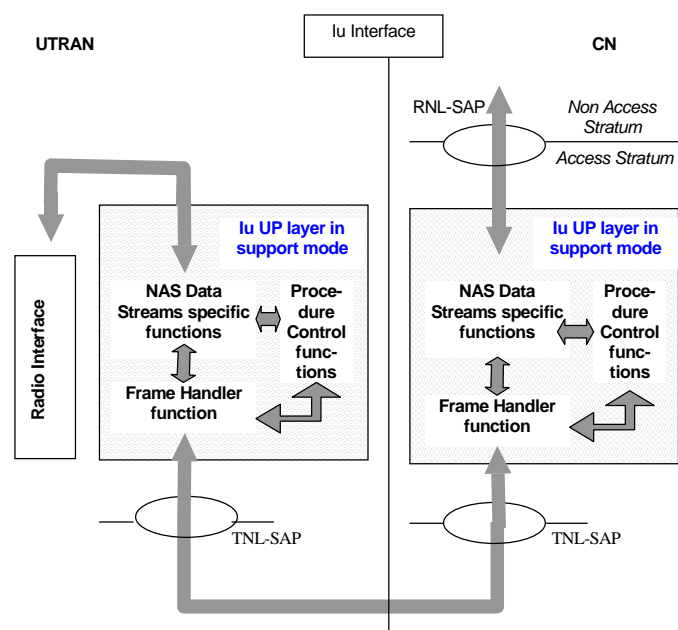 Iu Interface
UTRAN
CN
RNL-SAP
Non Access
Stratum
Access Stratum
Iu UP layer in
support mode
NAS Data
Streams specific
functions
Proce-
dure
Control
func-
tions
Frame Handler
function
Radio Interface
TNL-SAP
Iu UP layer in
support mode
NAS Data
Streams specific
functions
Proce-
dure
Control
func-
tions
Frame Handler
function
TNL-SAP